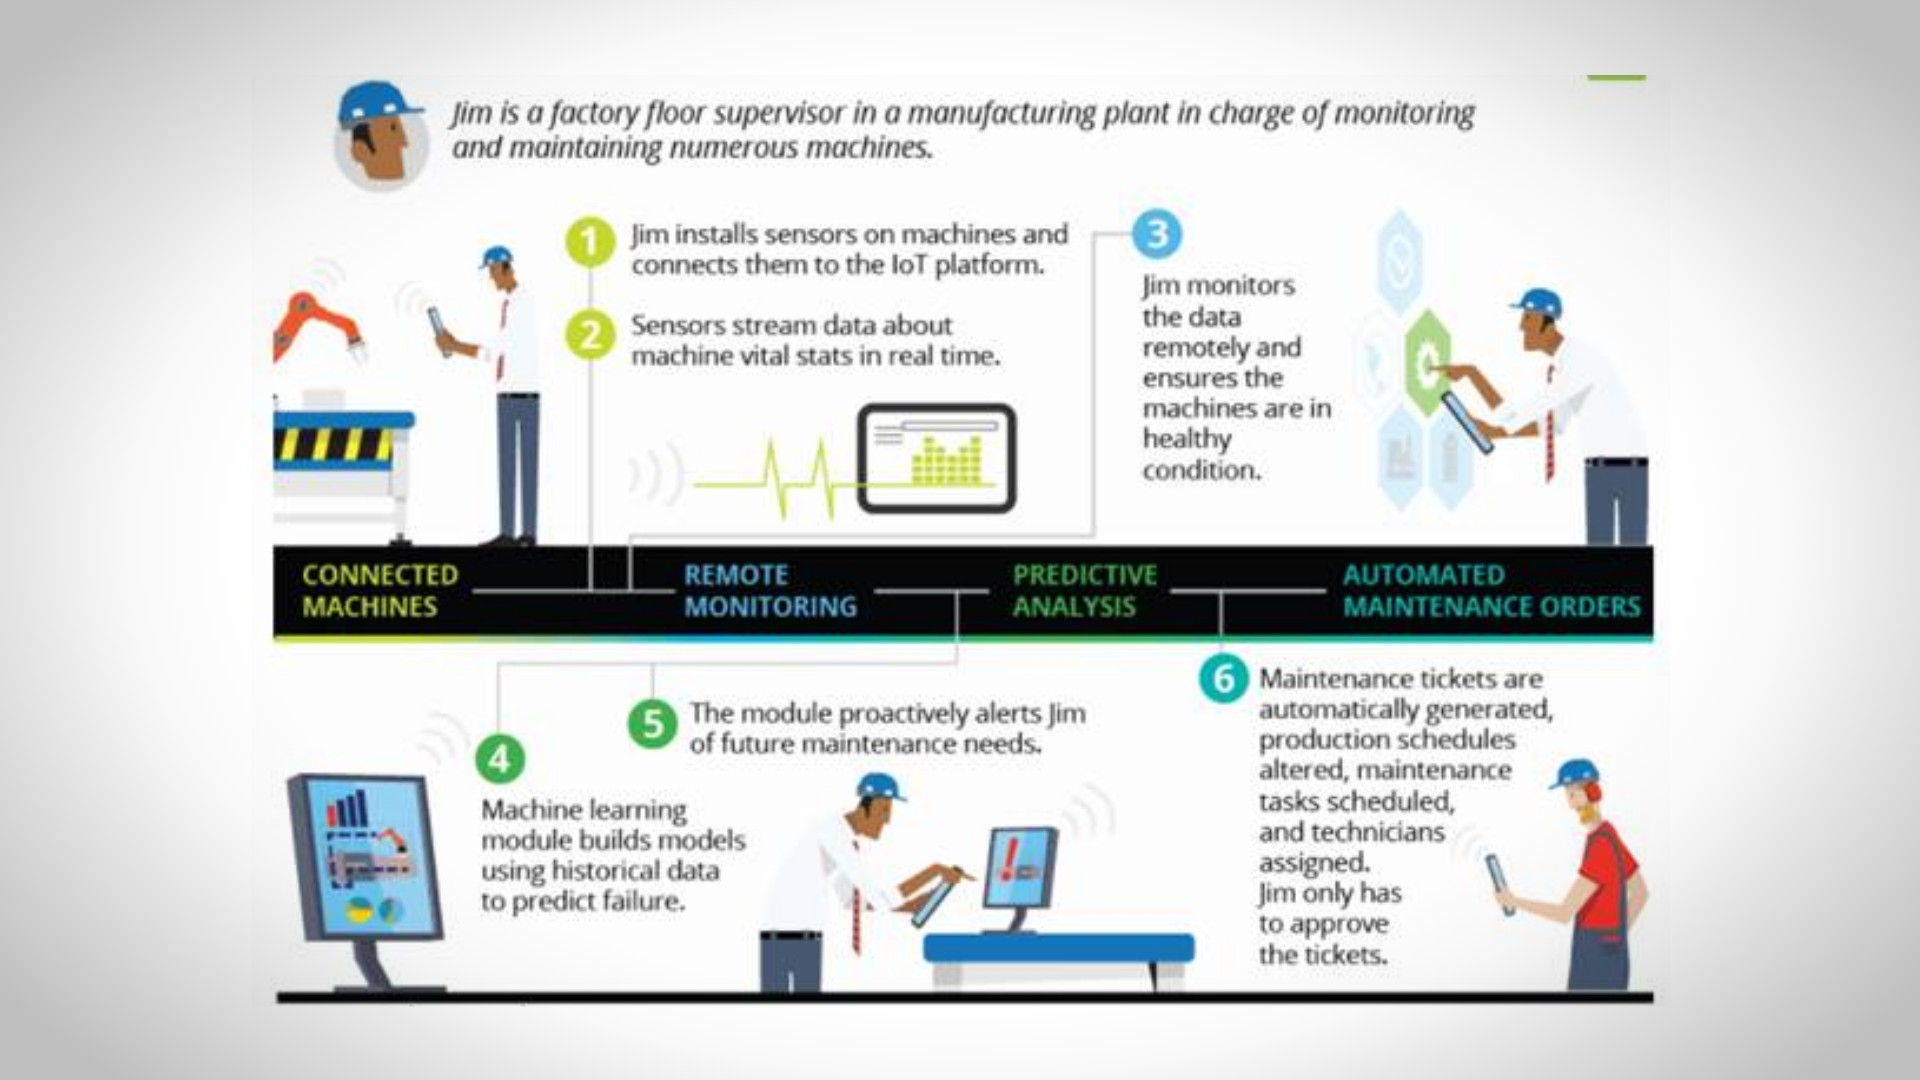 Jim is a factory floor supervisor in a manufacturing plant in charge of monitoring
and maintaining numerous machines.
1
Jim installs sensors on machines and
connects them to the IoT platform.
2
Sensors stream data about
machine vital stats in real time.
3
Jim monitors
the data
remotely and
ensures the
machines are in
healthy
condition.
CONNECTED
MACHINES
REMOTE
MONITORING
PREDICTIVE
ANALYSIS
AUTOMATED
MAINTENANCE ORDERS
4
Machine learning
module builds models
using historical data
to predict failure.
5
The module proactively alerts Jim
of future maintenance needs.
!
6
Maintenance tickets are
automatically generated,
production schedules
altered, maintenance
tasks scheduled,
and technicians
assigned.
Jim only has
to approve
the tickets.